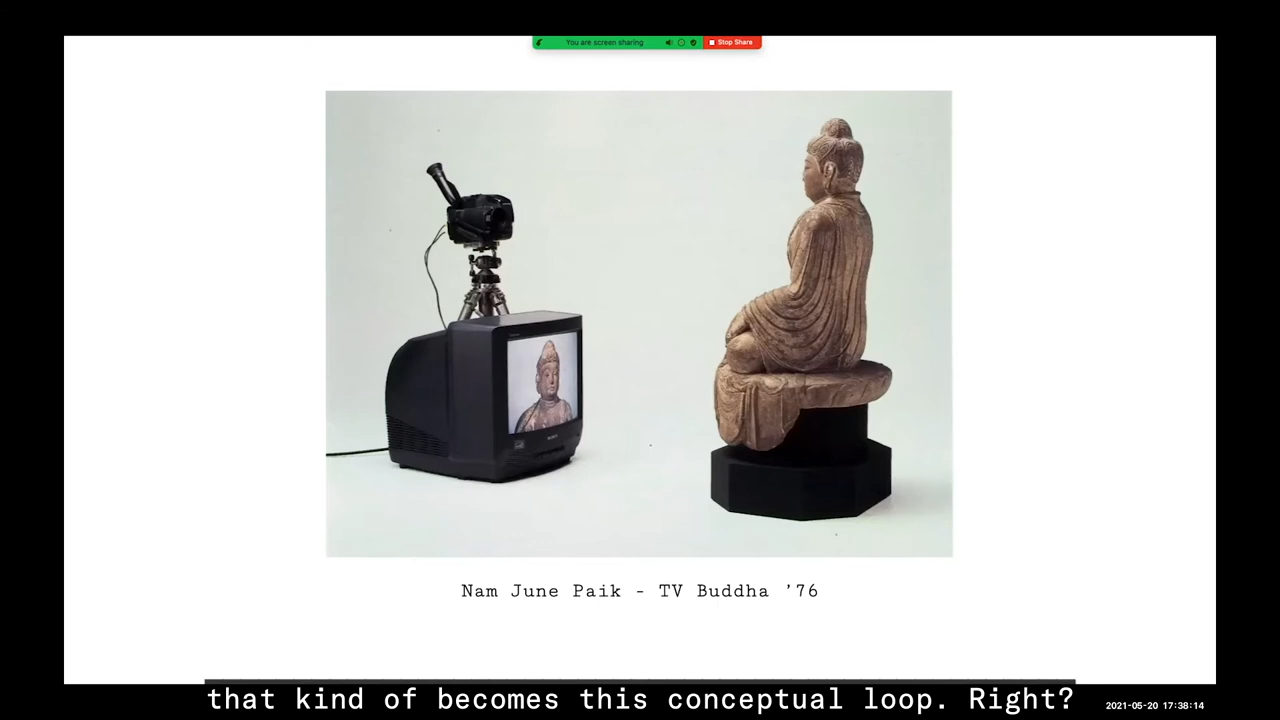 You are screen sharing
Stop Share
Nam June Paik - TV Buddha '76
that kind of becomes this conceptual loop. Right?
2021-05-20 17:38:14